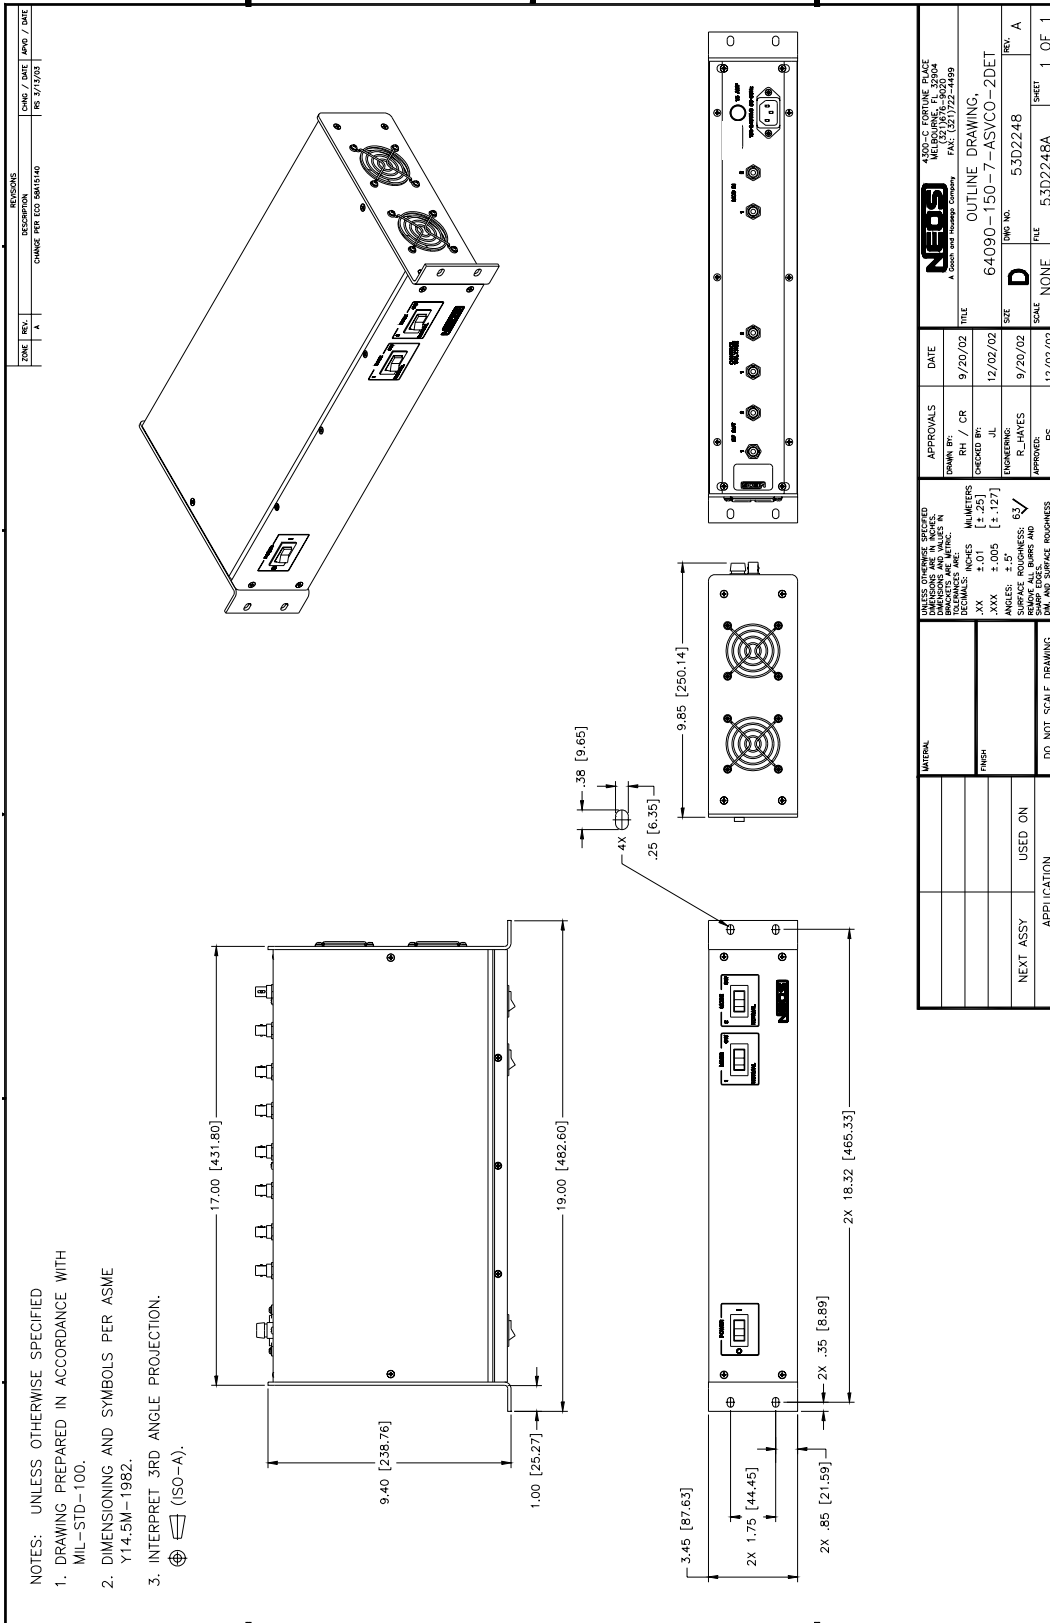 NOTES: UNLESS OTHERWISE SPECIFIED
1. DRAWING PREPARED IN ACCORDANCE WITH
MIL-STD-100.
2. DIMENSIONING AND SYMBOLS PER ASME
Y14.5M-1982.
3. INTERPRET 3RD ANGLE PROJECTION.
(ISO-A).
REVISIONS
ZONE REV. DESCRIPTION CHNG / DATE APVD / DATE
A CHANGE PER ECO 58A15140 RS 3/13/03
17.00 [431.80]
9.40 [238.76]
1.00 [25.27]
19.00 [482.60]
.38 [9.65]
4X
.25 [6.35]
9.85 [250.14]
3.45 [87.63]
2X 1.75 [44.45]
2X .85 [21.59]
2X .35 [8.89]
2X 18.32 [465.33]
POWER
NEOS
NEXT ASSY USED ON
APPLICATION
MATERIAL
FINISH
DO NOT SCALE DRAWING
UNLESS OTHERWISE SPECIFIED
DIMENSIONS ARE IN INCHES.
DIMENSIONS AND VALUES IN
BRACKETS ARE METRIC.
TOLERANCES ARE:
DECIMALS: INCHES MILLIMETERS
.XX ±.01 [±.25]
.XXX ±.005 [±.127]
ANGLES: ±.5°
SURFACE ROUGHNESS: 63
REMOVE ALL BURRS AND
SHARP EDGES.
DIM. AND SURFACE ROUGHNESS
APPROVALS DATE
DRAWN BY:
RH / CR 9/20/02
CHECKED BY:
JL 12/02/02
ENGINEERING:
R_HAYES 9/20/02
APPROVED:
RS 12/02/02
NEOS
A Gooch and Housego Company
4300-C FORTUNE PLACE
MELBOURNE, FL 32904
(321)676-9020
FAX: (321)722-4499
TITLE
OUTLINE DRAWING,
64090-150-7-ASVCO-2DET
SIZE D
DWG NO. 53D2248
REV. A
SCALE NONE
FILE 53D2248A
SHEET 1 OF 1